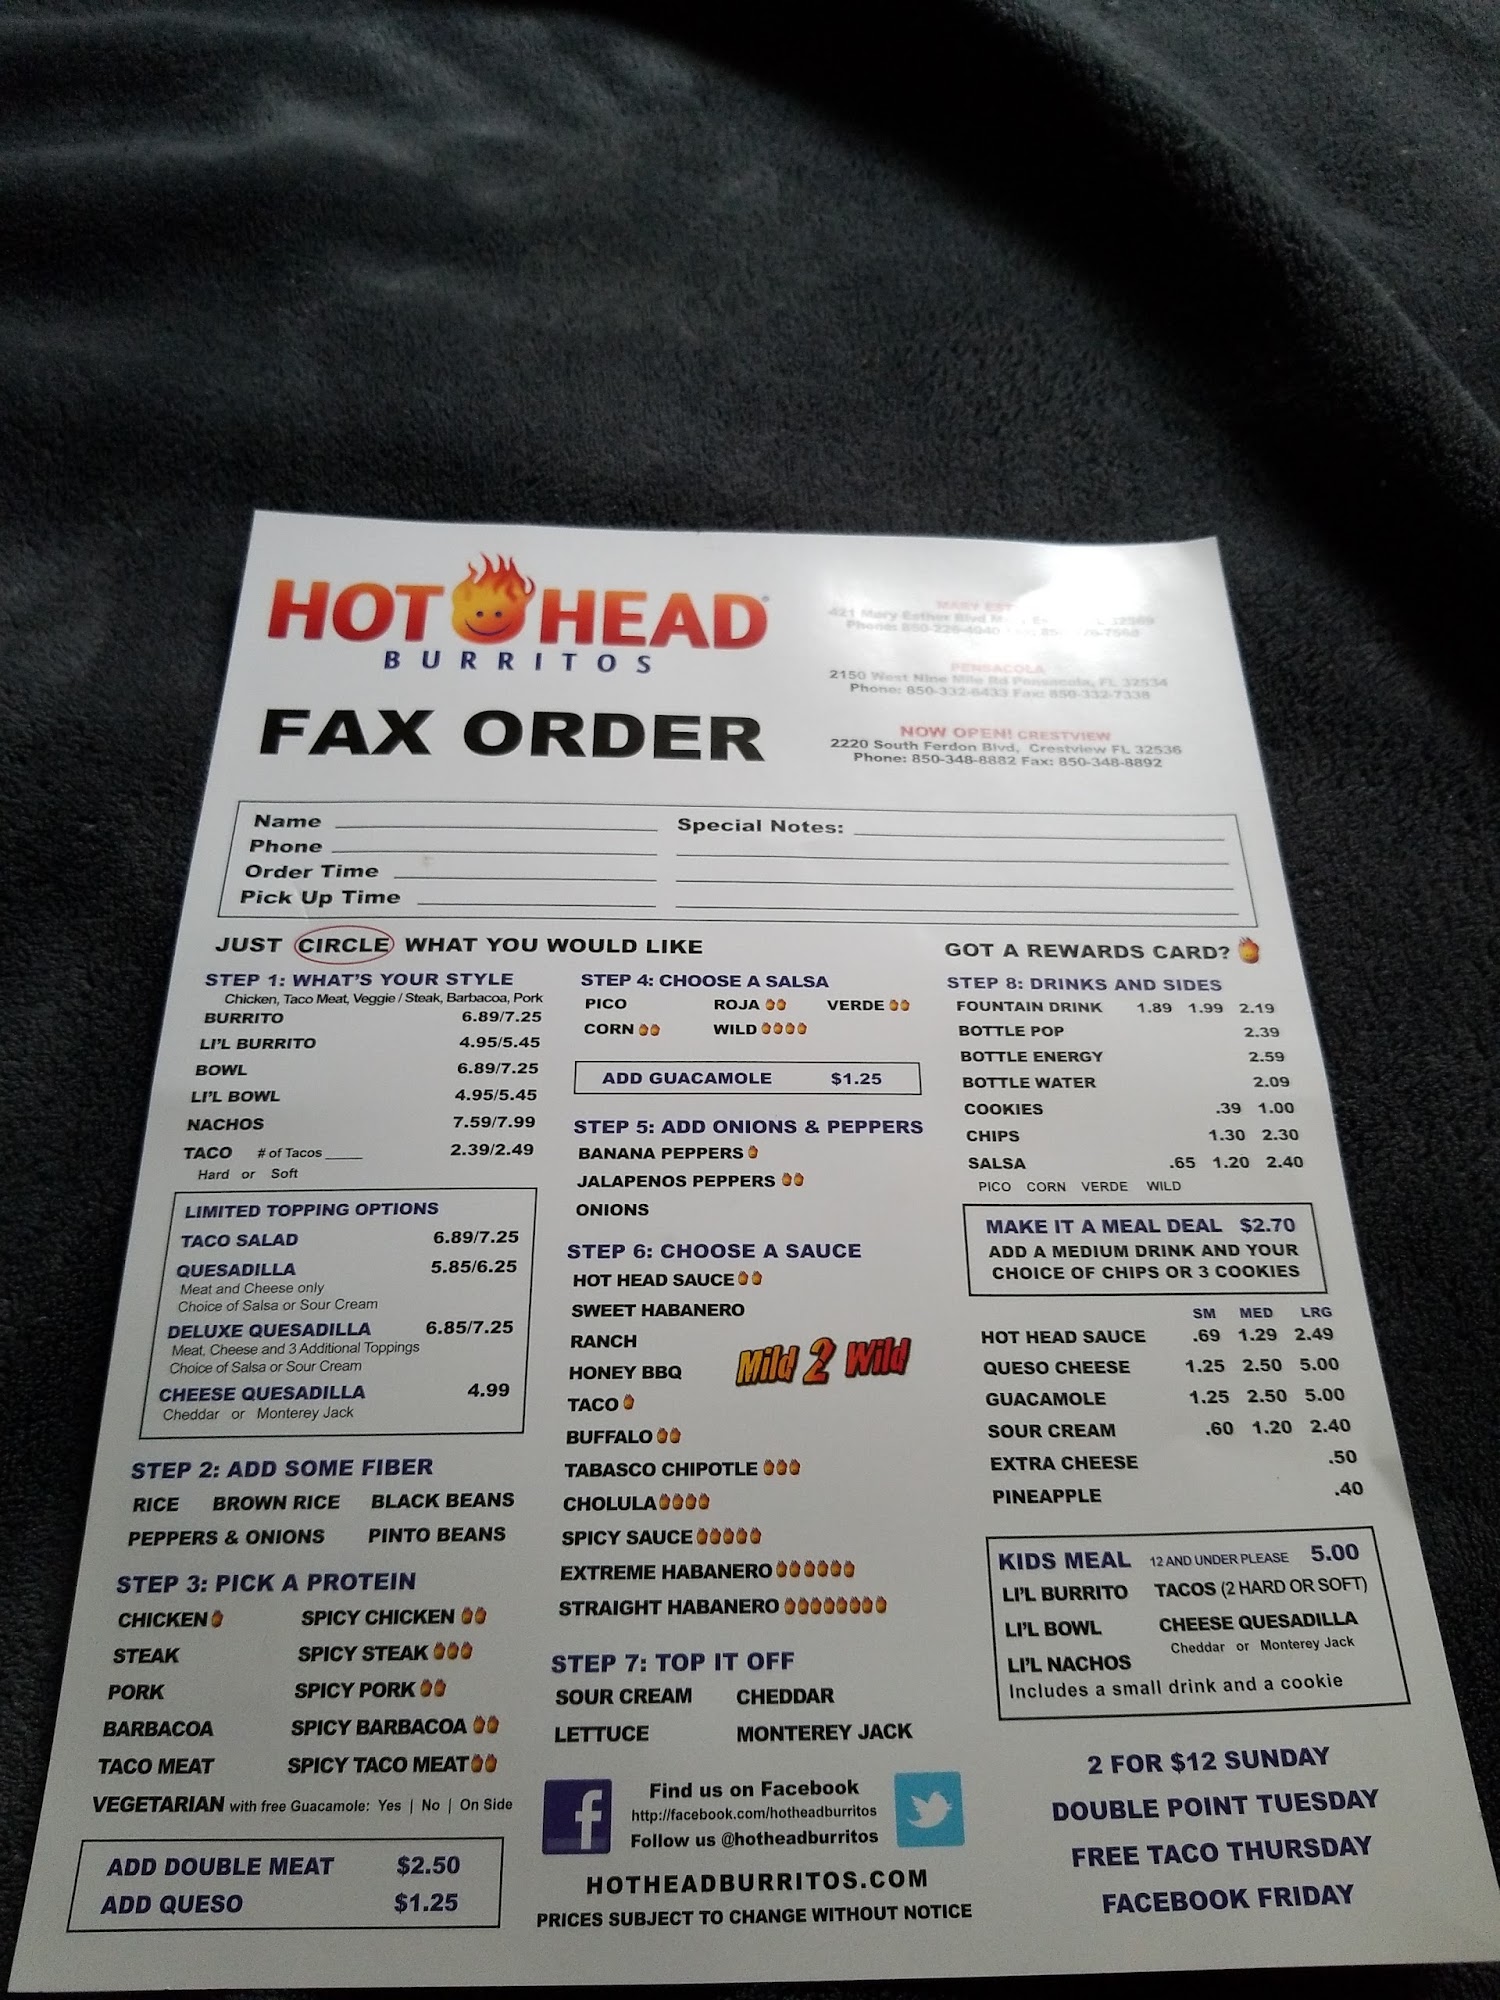 HOT HEAD
BURRITOS
FAX ORDER
421 Mary Esther Blvd
Phone: 850-226-4040
PENSACOLA
2150 West Nine Mile Rd Pensacola, FL 32534
Phone: 850-332-6433 Fax: 850-332-7338
NOW OPEN! CRESTVIEW
2220 South Ferdon Blvd, Crestview FL 32536
Phone: 850-348-8882 Fax: 850-348-8892
Name
Phone
Order Time
Pick Up Time
Special Notes:
JUST CIRCLE WHAT YOU WOULD LIKE
GOT A REWARDS CARD?
STEP 1: WHAT'S YOUR STYLE
Chicken, Taco Meat, Veggie / Steak, Barbacoa, Pork
BURRITO 6.89/7.25
LI'L BURRITO 4.95/5.45
BOWL 6.89/7.25
LI'L BOWL 4.95/5.45
NACHOS 7.59/7.99
TACO # of Tacos 2.39/2.49
Hard or Soft
LIMITED TOPPING OPTIONS
TACO SALAD 6.89/7.25
QUESADILLA 5.85/6.25
Meat and Cheese only
Choice of Salsa or Sour Cream
DELUXE QUESADILLA 6.85/7.25
Meat, Cheese and 3 Additional Toppings
Choice of Salsa or Sour Cream
CHEESE QUESADILLA 4.99
Cheddar or Monterey Jack
STEP 2: ADD SOME FIBER
RICE BROWN RICE BLACK BEANS
PEPPERS & ONIONS PINTO BEANS
STEP 3: PICK A PROTEIN
CHICKEN SPICY CHICKEN
STEAK SPICY STEAK
PORK SPICY PORK
BARBACOA SPICY BARBACOA
TACO MEAT SPICY TACO MEAT
VEGETARIAN with free Guacamole: Yes | No | On Side
ADD DOUBLE MEAT $2.50
ADD QUESO $1.25
STEP 4: CHOOSE A SALSA
PICO ROJA VERDE
CORN WILD
ADD GUACAMOLE $1.25
STEP 5: ADD ONIONS & PEPPERS
BANANA PEPPERS
JALAPENOS PEPPERS
ONIONS
STEP 6: CHOOSE A SAUCE
HOT HEAD SAUCE
SWEET HABANERO
RANCH
HONEY BBQ
Mild 2 Wild
TACO
BUFFALO
TABASCO CHIPOTLE
CHOLULA
SPICY SAUCE
EXTREME HABANERO
STRAIGHT HABANERO
STEP 7: TOP IT OFF
SOUR CREAM CHEDDAR
LETTUCE MONTEREY JACK
f
Find us on Facebook
http://facebook.com/hotheadburritos
Follow us @hotheadburritos
HOTHEADBURRITOS.COM
PRICES SUBJECT TO CHANGE WITHOUT NOTICE
STEP 8: DRINKS AND SIDES
FOUNTAIN DRINK 1.89 1.99 2.19
BOTTLE POP 2.39
BOTTLE ENERGY 2.59
BOTTLE WATER 2.09
COOKIES .39 1.00
CHIPS 1.30 2.30
SALSA .65 1.20 2.40
PICO CORN VERDE WILD
MAKE IT A MEAL DEAL $2.70
ADD A MEDIUM DRINK AND YOUR
CHOICE OF CHIPS OR 3 COOKIES
SM MED LRG
HOT HEAD SAUCE .69 1.29 2.49
QUESO CHEESE 1.25 2.50 5.00
GUACAMOLE 1.25 2.50 5.00
SOUR CREAM .60 1.20 2.40
EXTRA CHEESE .50
PINEAPPLE .40
KIDS MEAL 12 AND UNDER PLEASE 5.00
LI'L BURRITO TACOS (2 HARD OR SOFT)
LI'L BOWL CHEESE QUESADILLA
Cheddar or Monterey Jack
LI'L NACHOS
Includes a small drink and a cookie
2 FOR $12 SUNDAY
DOUBLE POINT TUESDAY
FREE TACO THURSDAY
FACEBOOK FRIDAY